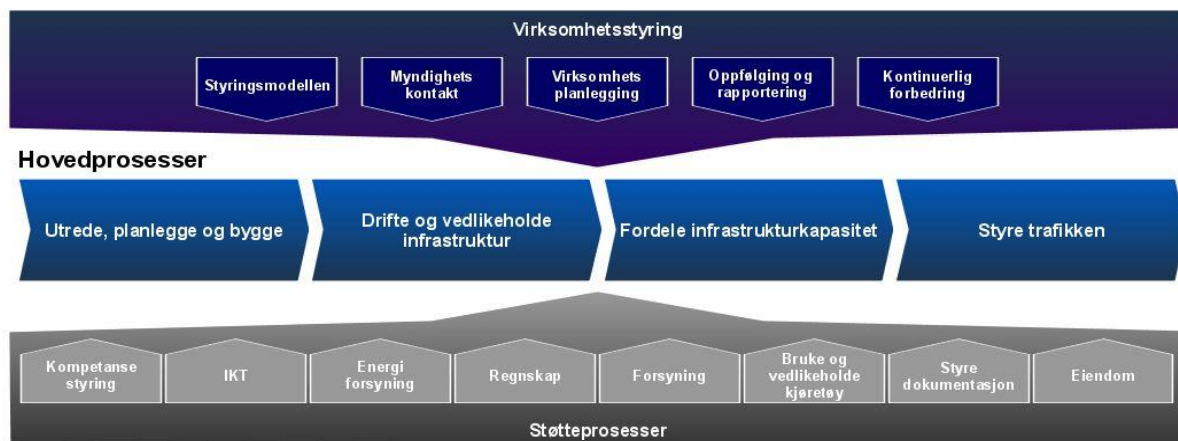 Virksomhetsstyring
Styringsmodellen
Myndighets
kontakt
Virksomhets
planlegging
Oppfølging og
rapportering
Kontinuerlig
forbedring
Hovedprosesser
Utrede, planlegge og bygge
Drifte og vedlikeholde
infrastruktur
Fordele infrastrukturkapasitet
Styre trafikken
Kompetanse
styring
IKT
Energi
forsyning
Regnskap
Forsyning
Bruke og
vedlikeholde
kjøretøy
Styre
dokumentasjon
Eiendom
Støtteprosesser